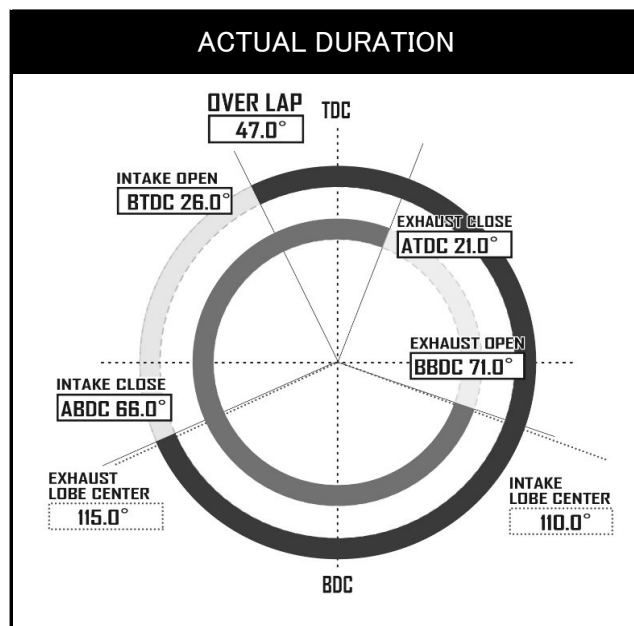 ACTUAL DURATION
OVER LAP
47.0°
TDC
INTAKE OPEN
BTDC 26.0°
EXHAUST CLOSE
ATDC 21.0°
EXHAUST OPEN
BBDC 71.0°
INTAKE CLOSE
ABDC 66.0°
EXHAUST
LOBE CENTER
115.0°
INTAKE
LOBE CENTER
110.0°
BDC